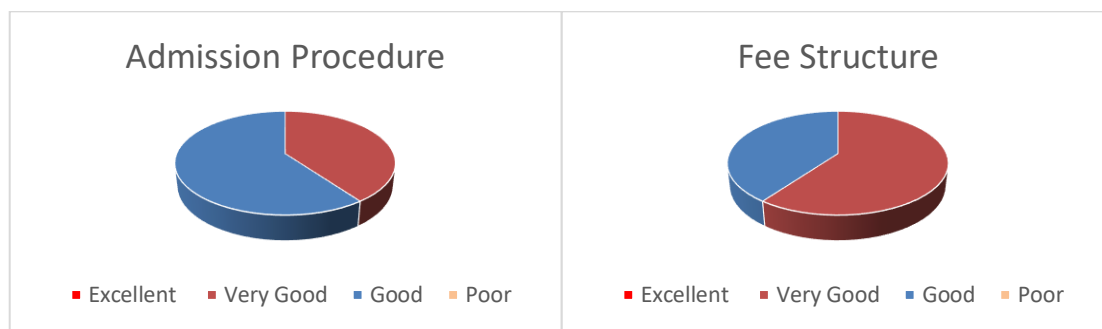 Admission Procedure
Excellent Very Good Good Poor
Fee Structure
Excellent Very Good Good Poor